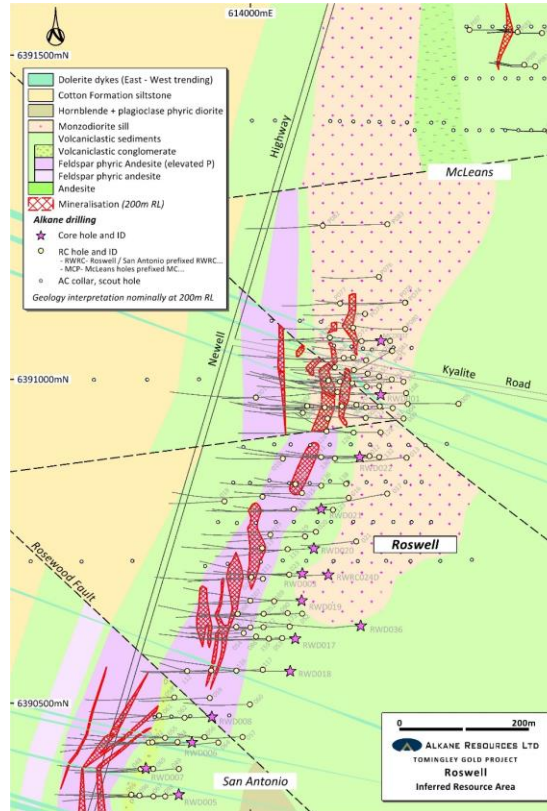 614000mE
6391500mN
Dolerite dykes (East - West trending)
Cotton Formation siltstone
Hornblende + plagioclase phyric diorite
Monzodiorite sill
Volcaniclastic sediments
Volcaniclastic conglomerate
Feldspar phyric Andesite (elevated P)
Feldspar phyric andesite
Andesite
Mineralisation (200m RL)
Alkane drilling
Core hole and ID
RC hole and ID
- RWRC- Roswell / San Antonio prefixed RWRC...
- MCP- McLeans holes prefixed MC...
AC collar, scout hole
Geology interpretation nominally at 200m RL
Highway
McLeans
Newell
6391000mN
Kyalite
Road
RWD022
RWD021
Roswell
RWD020
Rosewood Fault
RWRC0240
RWD019
RWD036
RWD017
RWD018
6390500mN
RWD008
RWD006
RWD007
San Antonio
RWD005
0 200m
ALKANE RESOURCES LTD
TOMINGLEY GOLD PROJECT
Roswell
Inferred Resource Area